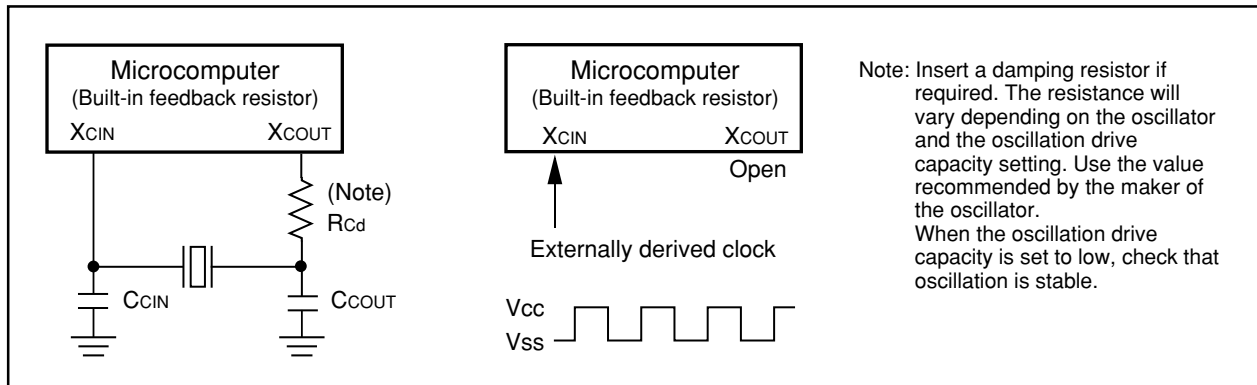 Microcomputer
(Built-in feedback resistor)
XCIN XCOUT
(Note)
RCd
CCIN CCOUT
Microcomputer
(Built-in feedback resistor)
XCIN XCOUT
Open
Externally derived clock
Vcc
Vss
Note: Insert a damping resistor if
required. The resistance will
vary depending on the oscillator
and the oscillation drive
capacity setting. Use the value
recommended by the maker of
the oscillator.
When the oscillation drive
capacity is set to low, check that
oscillation is stable.